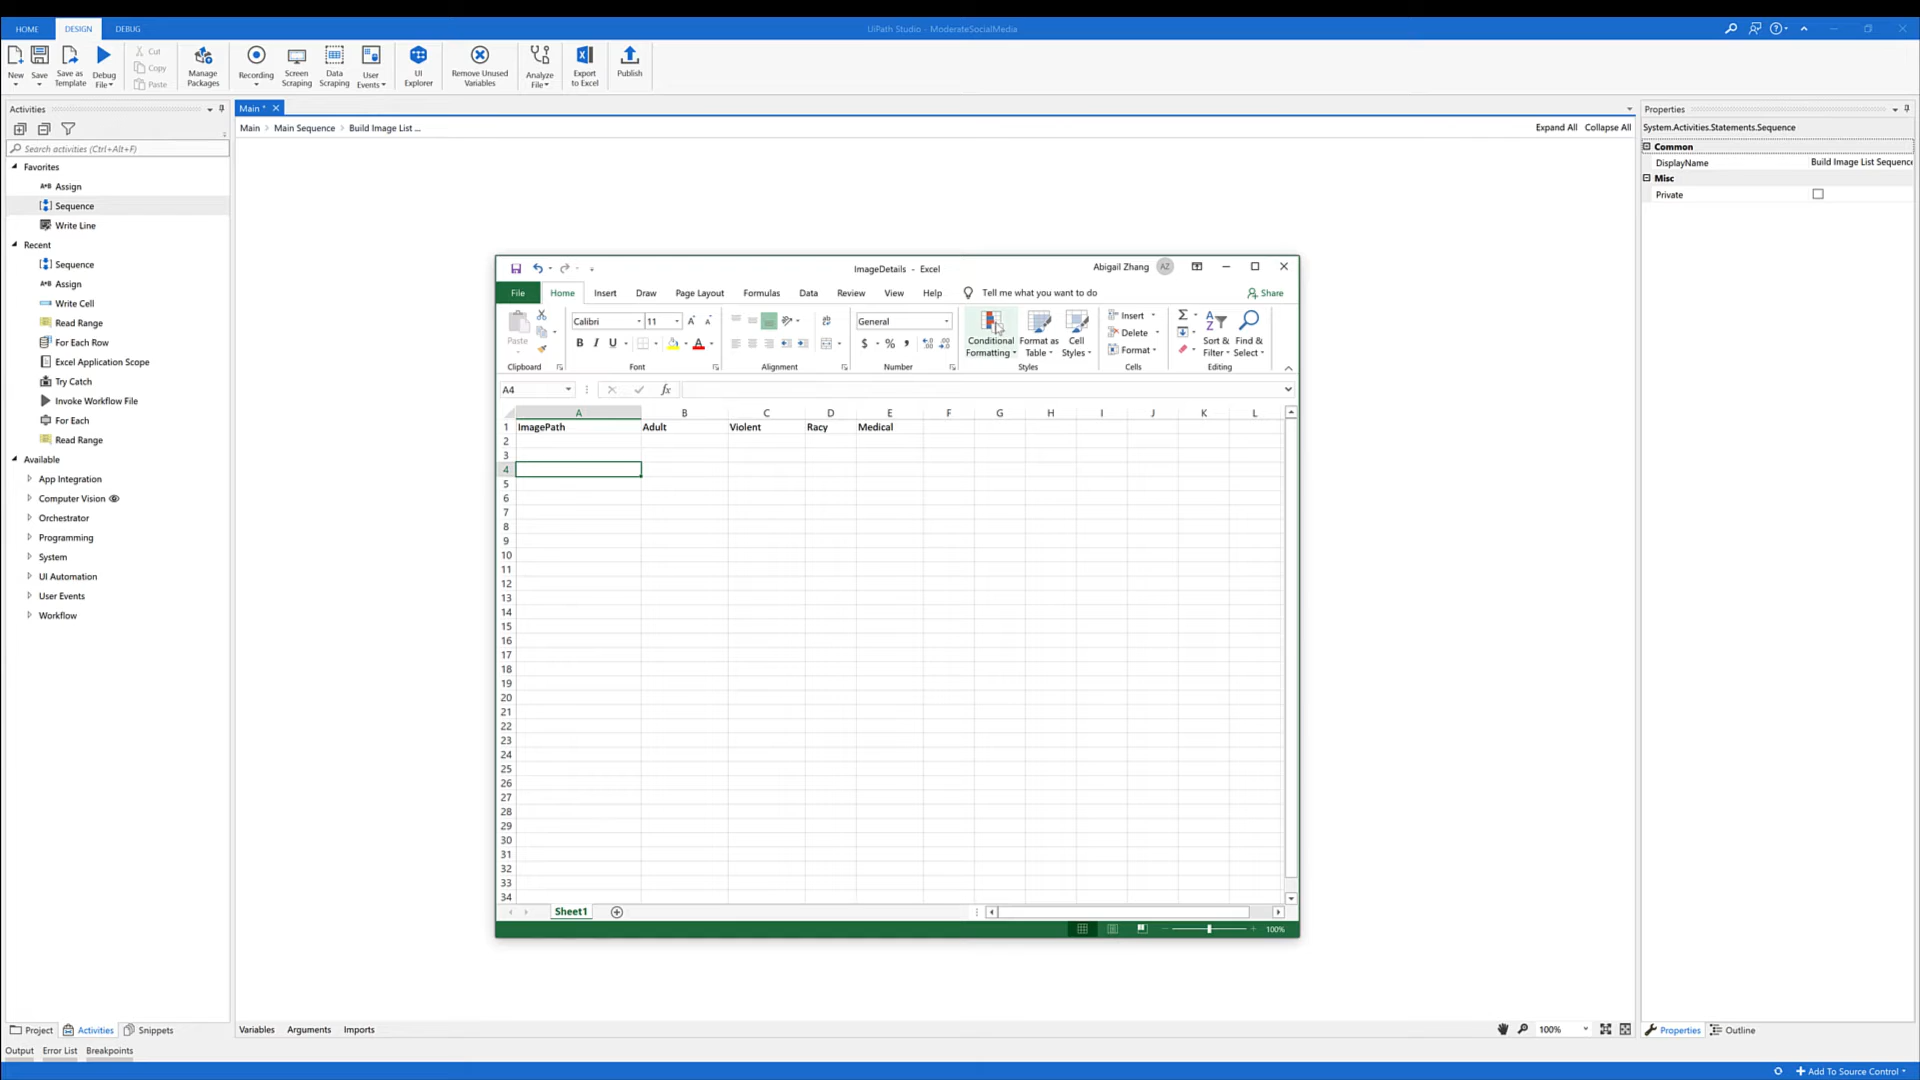 UiPath Studio - ModerateSocialMedia
HOME DESIGN DEBUG
New
Save
Save as Template
Debug File
Cut
Copy
Paste
Manage Packages
Recording
Screen Scraping
Data Scraping
User Events
UI Explorer
Remove Unused Variables
Analyze File
Export to Excel
Publish
Activities
Search activities (Ctrl+Alt+F)
Favorites
Assign
Sequence
Write Line
Recent
Sequence
Assign
Write Cell
Read Range
For Each Row
Excel Application Scope
Try Catch
Invoke Workflow File
For Each
Read Range
Available
App Integration
Computer Vision
Orchestrator
Programming
System
UI Automation
User Events
Workflow
Project Activities Snippets
Output Error List Breakpoints
Main *
Main > Main Sequence > Build Image List ...
Expand All Collapse All
ImageDetails - Excel
Abigail Zhang AZ
File Home Insert Draw Page Layout Formulas Data Review View Help Tell me what you want to do Share
Paste
Clipboard
Calibri 11
B I U
Font
Alignment
General
$ % ,
Number
Conditional Formatting
Format as Table
Cell Styles
Styles
Insert
Delete
Format
Cells
Sort & Filter
Find & Select
Editing
A4 fx
A B C D E F G H I J K L
1 ImagePath Adult Violent Racy Medical
2
3
4
5
6
7
8
9
10
11
12
13
14
15
16
17
18
19
20
21
22
23
24
25
26
27
28
29
30
31
32
33
34
Sheet1
100%
Variables Arguments Imports
100%
Properties
System.Activities.Statements.Sequence
Common
DisplayName Build Image List Sequence
Misc
Private
Properties Outline
Add To Source Control